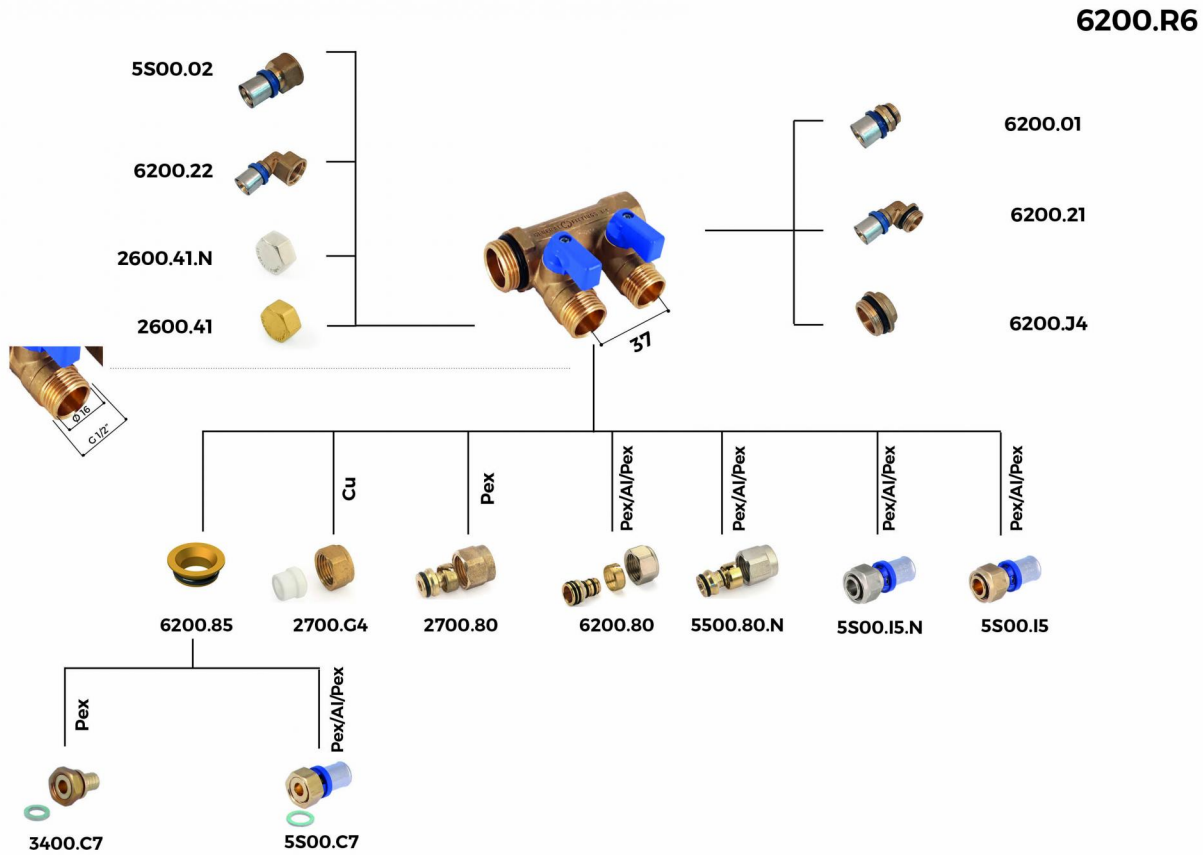 6200.R6
5S00.02
6200.22
2600.41.N
2600.41
6200.01
6200.21
6200.J4
37
Ø 16
G 1/2"
Cu
Pex
Pex/Al/Pex
Pex/Al/Pex
Pex/Al/Pex
Pex/Al/Pex
6200.85
2700.G4
2700.80
6200.80
5500.80.N
5S00.I5.N
5S00.I5
Pex
Pex/Al/Pex
3400.C7
5S00.C7